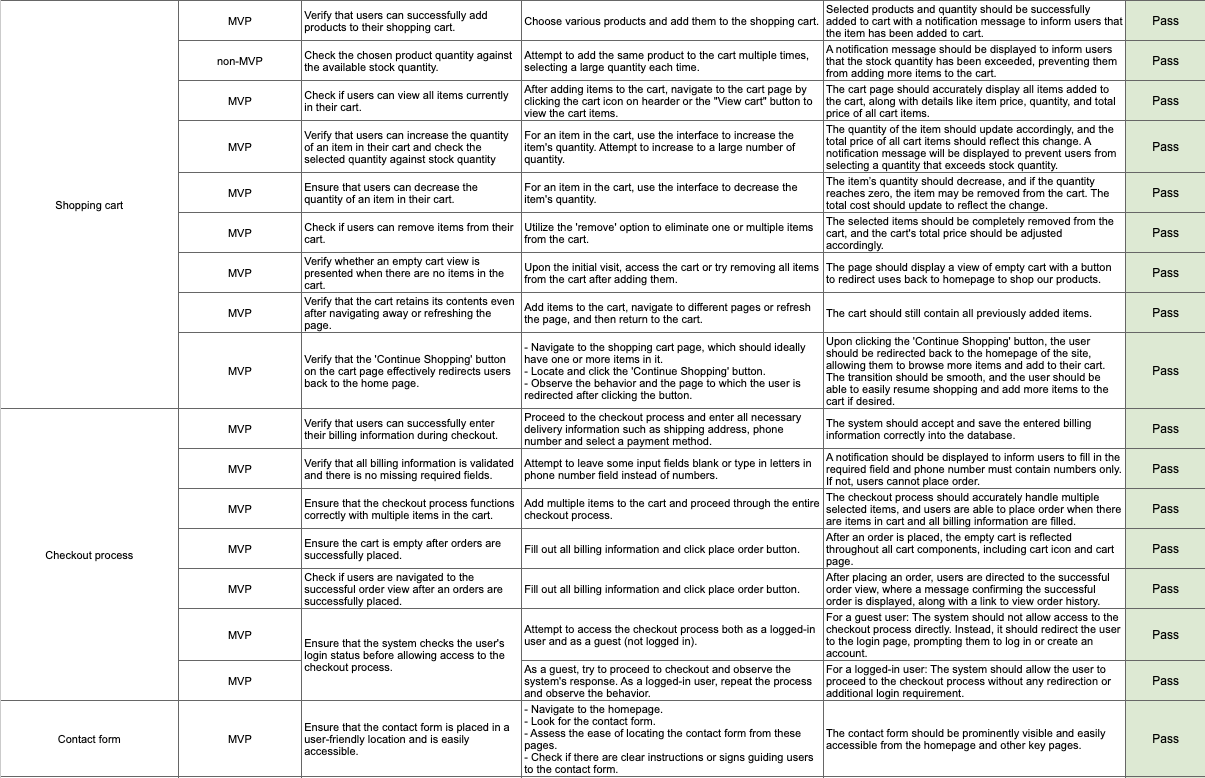 Shopping cart
MVP
Verify that users can successfully add
products to their shopping cart.
Choose various products and add them to the shopping cart.
Selected products and quantity should be successfully
added to cart with a notification message to inform users that
the item has been added to cart.
Pass
non-MVP
Check the chosen product quantity against
the available stock quantity.
Attempt to add the same product to the cart multiple times,
selecting a large quantity each time.
A notification message should be displayed to inform users
that the stock quantity has been exceeded, preventing them
from adding more items to the cart.
Pass
MVP
Check if users can view all items currently
in their cart.
After adding items to the cart, navigate to the cart page by
clicking the cart icon on hearder or the "View cart" button to
view the cart items.
The cart page should accurately display all items added to
the cart, along with details like item price, quantity, and total
price of all cart items.
Pass
MVP
Verify that users can increase the quantity
of an item in their cart and check the
selected quantity against stock quantity
For an item in the cart, use the interface to increase the
item's quantity. Attempt to increase to a large number of
quantity.
The quantity of the item should update accordingly, and the
total price of all cart items should reflect this change. A
notification message will be displayed to prevent users from
selecting a quantity that exceeds stock quantity.
Pass
MVP
Ensure that users can decrease the
quantity of an item in their cart.
For an item in the cart, use the interface to decrease the
item's quantity.
The item's quantity should decrease, and if the quantity
reaches zero, the item may be removed from the cart. The
total cost should update to reflect the change.
Pass
MVP
Check if users can remove items from their
cart.
Utilize the 'remove' option to eliminate one or multiple items
from the cart.
The selected items should be completely removed from the
cart, and the cart's total price should be adjusted
accordingly.
Pass
MVP
Verify whether an empty cart view is
presented when there are no items in the
cart.
Upon the initial visit, access the cart or try removing all items
from the cart after adding them.
The page should display a view of empty cart with a button
to redirect uses back to homepage to shop our products.
Pass
MVP
Verify that the cart retains its contents even
after navigating away or refreshing the
page.
Add items to the cart, navigate to different pages or refresh
the page, and then return to the cart.
The cart should still contain all previously added items.
Pass
MVP
Verify that the 'Continue Shopping' button
on the cart page effectively redirects users
back to the home page.
- Navigate to the shopping cart page, which should ideally
have one or more items in it.
- Locate and click the 'Continue Shopping' button.
- Observe the behavior and the page to which the user is
redirected after clicking the button.
Upon clicking the 'Continue Shopping' button, the user
should be redirected back to the homepage of the site,
allowing them to browse more items and add to their cart.
The transition should be smooth, and the user should be
able to easily resume shopping and add more items to the
cart if desired.
Pass
Checkout process
MVP
Verify that users can successfully enter
their billing information during checkout.
Proceed to the checkout process and enter all necessary
delivery information such as shipping address, phone
number and select a payment method.
The system should accept and save the entered billing
information correctly into the database.
Pass
MVP
Verify that all billing information is validated
and there is no missing required fields.
Attempt to leave some input fields blank or type in letters in
phone number field instead of numbers.
A notification should be displayed to inform users to fill in the
required field and phone number must contain numbers only.
If not, users cannot place order.
Pass
MVP
Ensure that the checkout process functions
correctly with multiple items in the cart.
Add multiple items to the cart and proceed through the entire
checkout process.
The checkout process should accurately handle multiple
selected items, and users are able to place order when there
are items in cart and all billing information are filled.
Pass
MVP
Ensure the cart is empty after orders are
successfully placed.
Fill out all billing information and click place order button.
After an order is placed, the empty cart is reflected
throughout all cart components, including cart icon and cart
page.
Pass
MVP
Check if users are navigated to the
successful order view after an orders are
successfully placed.
Fill out all billing information and click place order button.
After placing an order, users are directed to the successful
order view, where a message confirming the successful
order is displayed, along with a link to view order history.
Pass
MVP
Ensure that the system checks the user's
login status before allowing access to the
checkout process.
Attempt to access the checkout process both as a logged-in
user and as a guest (not logged in).
For a guest user: The system should not allow access to the
checkout process directly. Instead, it should redirect the user
to the login page, prompting them to log in or create an
account.
Pass
MVP
As a guest, try to proceed to checkout and observe the
system's response. As a logged-in user, repeat the process
and observe the behavior.
For a logged-in user: The system should allow the user to
proceed to the checkout process without any redirection or
additional login requirement.
Pass
Contact form
MVP
Ensure that the contact form is placed in a
user-friendly location and is easily
accessible.
- Navigate to the homepage.
- Look for the contact form.
- Assess the ease of locating the contact form from these
pages.
- Check if there are clear instructions or signs guiding users
to the contact form.
The contact form should be prominently visible and easily
accessible from the homepage and other key pages.
Pass